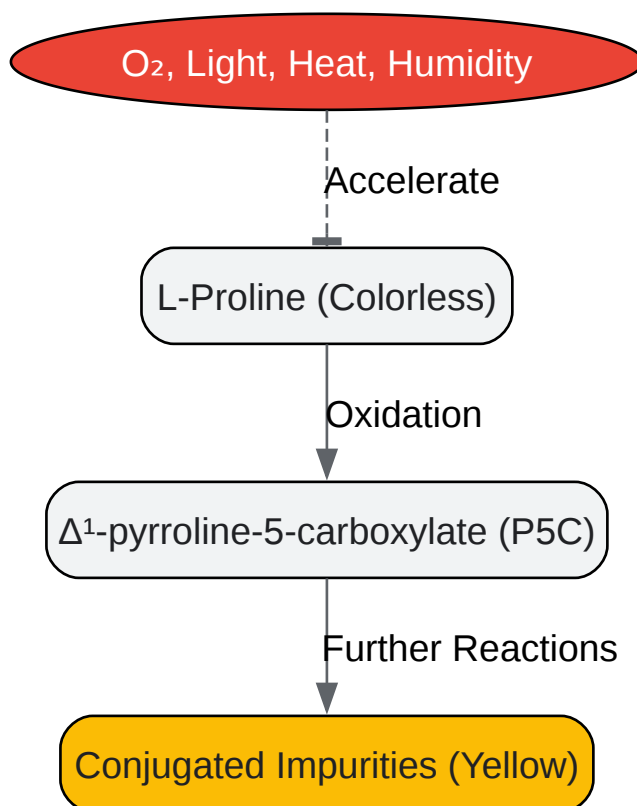 O₂, Light, Heat, Humidity
Accelerate
L-Proline (Colorless)
Oxidation
Δ¹-pyrroline-5-carboxylate (P5C)
Further Reactions
Conjugated Impurities (Yellow)